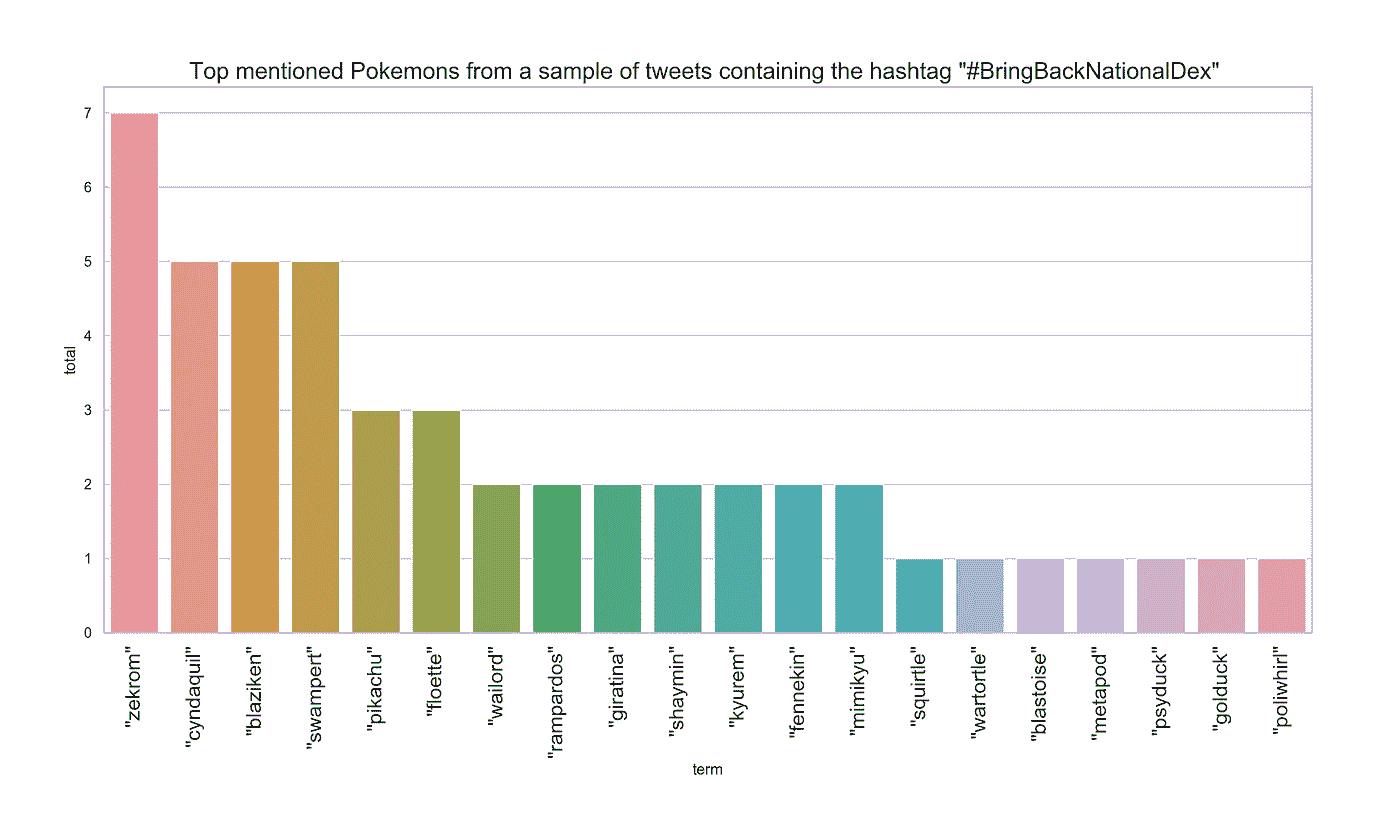 Top mentioned Pokemons from a sample of tweets containing the hashtag "#BringBackNationalDex"
7
6
5
4
3
2
1
0
total
"zekrom"
"cyndaquil"
"blaziken"
"swampert"
"pikachu"
"floette"
"wailord"
"rampardos"
"giratina"
"shaymin"
"kyurem"
"fennekin"
"mimikyu"
"squirtle"
"wartortle"
"blastoise"
"metapod"
"psyduck"
"golduck"
"poliwhirl"
term